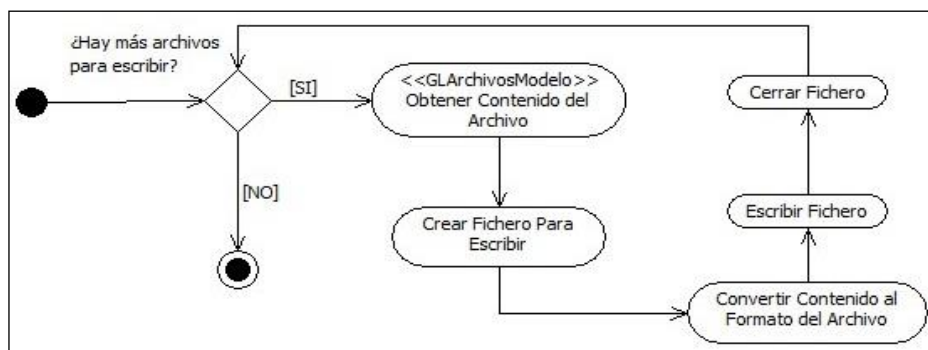 ¿Hay más archivos
para escribir?
[SI]
<<GLArchivosModelo>>
Obtener Contenido del
Archivo
Cerrar Fichero
[NO]
Crear Fichero Para
Escribir
Escribir Fichero
Convertir Contenido al
Formato del Archivo